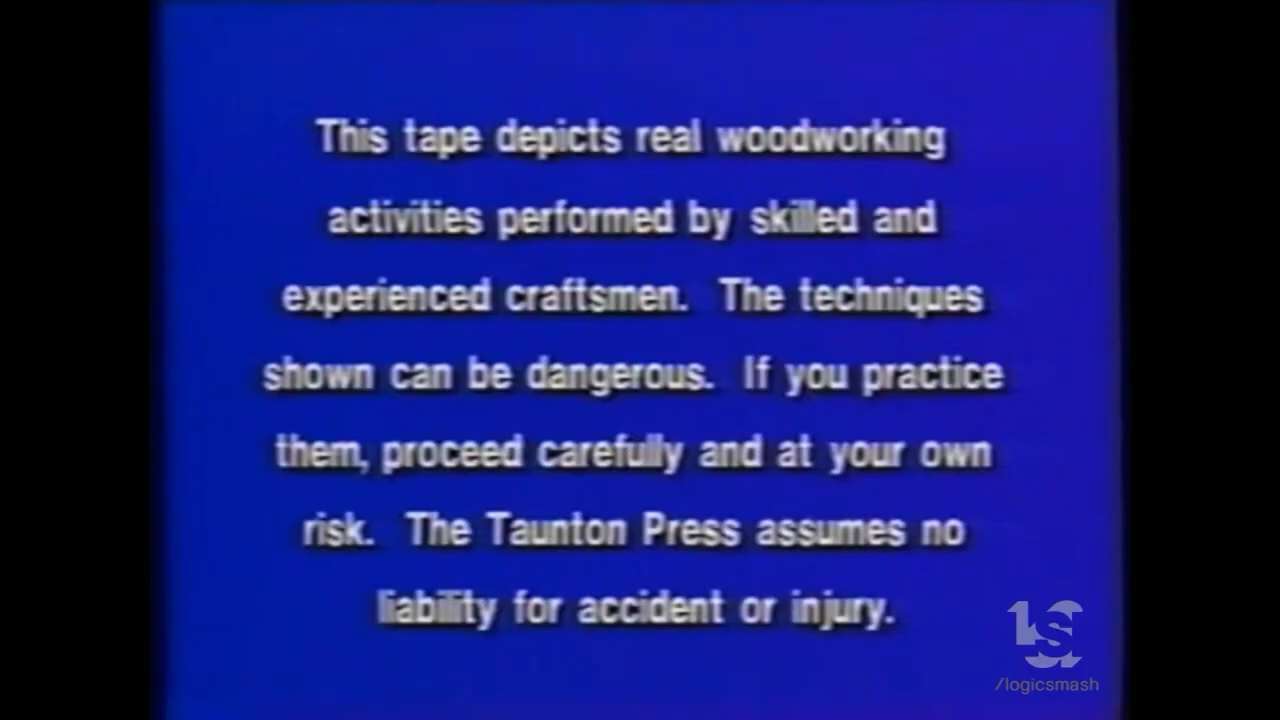 This tape depicts real woodworking
activities performed by skilled and
experienced craftsmen.  The techniques
shown can be dangerous.  If you practice
them, proceed carefully and at your own
risk.  The Taunton Press assumes no
liability for accident or injury.
1S
/logicsmash